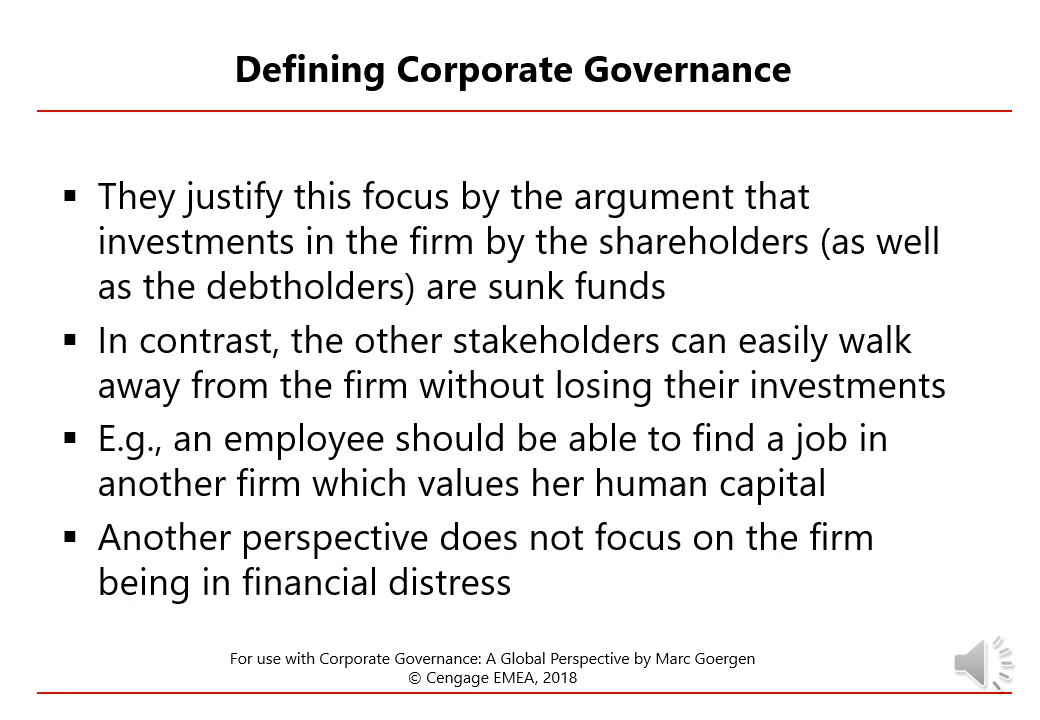 Defining Corporate Governance
▪ They justify this focus by the argument that
investments in the firm by the shareholders (as well
as the debtholders) are sunk funds
▪ In contrast, the other stakeholders can easily walk
away from the firm without losing their investments
▪ E.g., an employee should be able to find a job in
another firm which values her human capital
▪ Another perspective does not focus on the firm
being in financial distress
For use with Corporate Governance: A Global Perspective by Marc Goergen
© Cengage EMEA, 2018